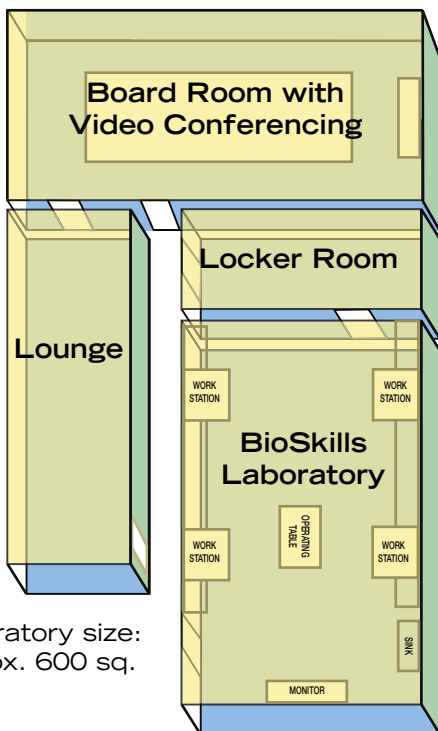 Board Room with
Video Conferencing
Locker Room
Lounge
WORK
STATION
WORK
STATION
BioSkills
Laboratory
OPERATING
TABLE
WORK
STATION
WORK
STATION
SINK
MONITOR
ratory size:
ox. 600 sq.